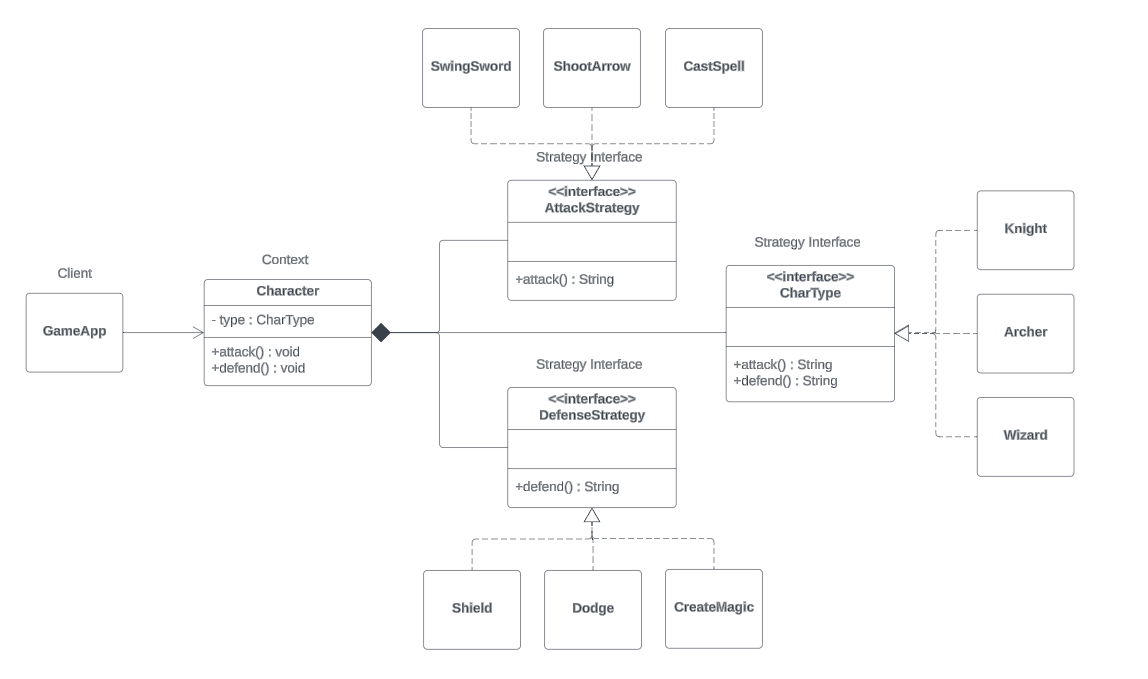 SwingSword
ShootArrow
CastSpell
Strategy Interface
<<interface>>
AttackStrategy
+attack() : String
Client
GameApp
Context
Character
- type : CharType
+attack() : void
+defend() : void
Strategy Interface
<<interface>>
CharType
+attack() : String
+defend() : String
Knight
Archer
Wizard
Strategy Interface
<<interface>>
DefenseStrategy
+defend() : String
Shield
Dodge
CreateMagic